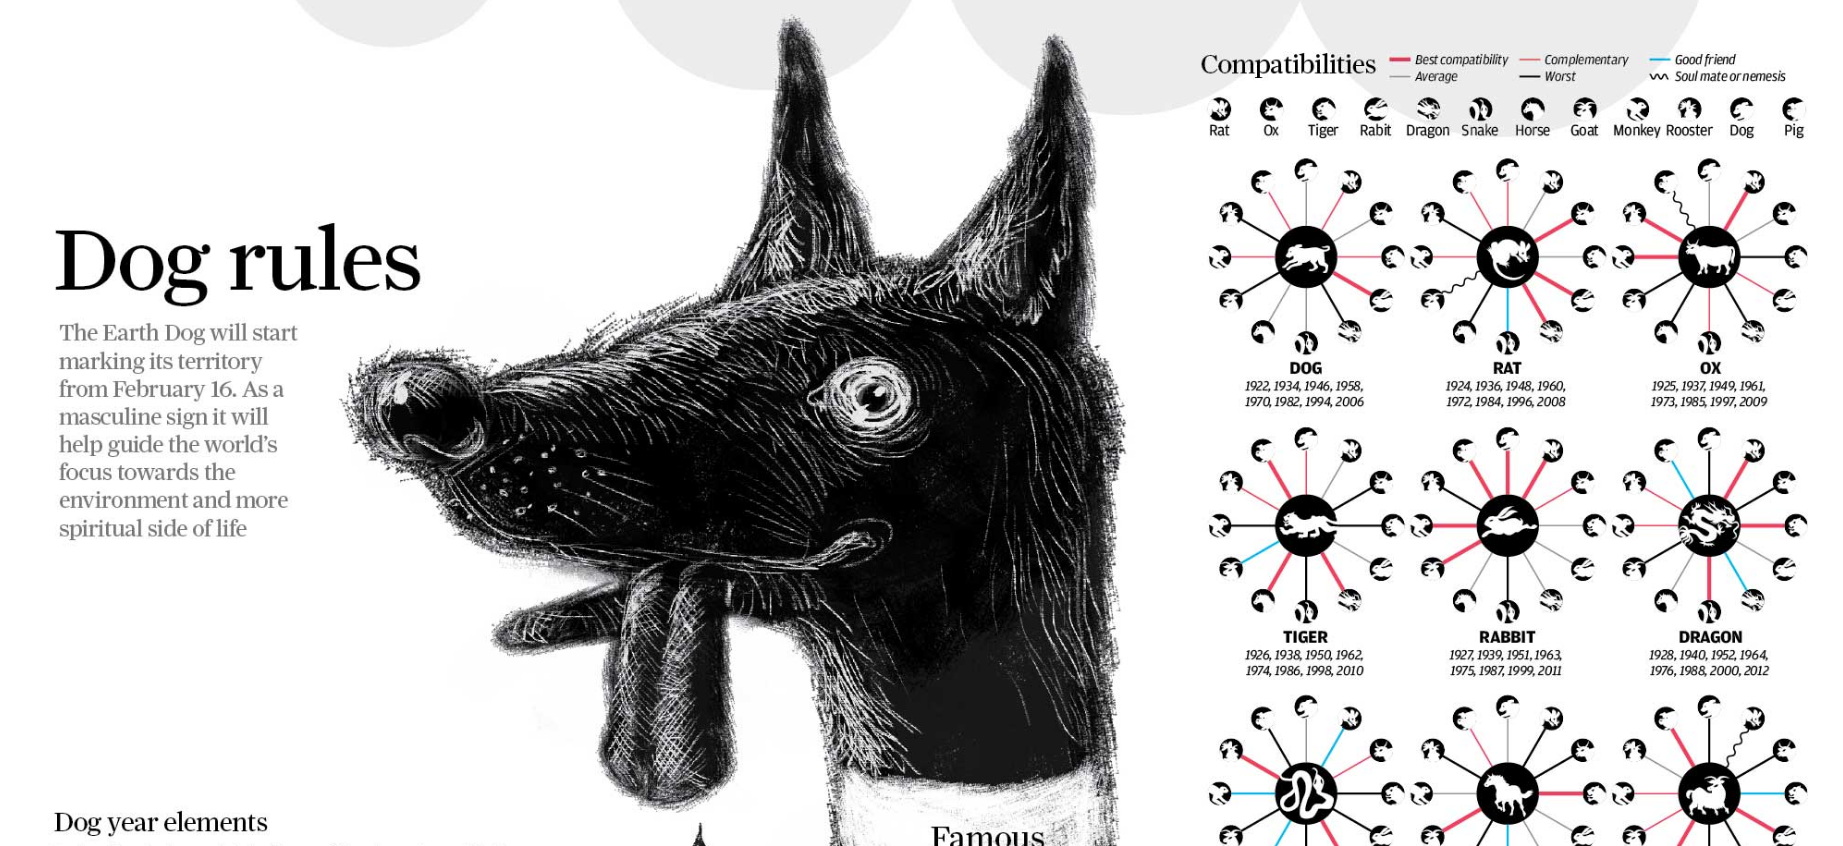 Dog rules
The Earth Dog will start
marking its territory
from February 16. As a
masculine sign it will
help guide the world's
focus towards the
environment and more
spiritual side of life
Dog year elements
Famous
Compatibilities
Best compatibility
Complementary
Good friend
Average
Worst
Soul mate or nemesis
Rat Ox Tiger Rabit Dragon Snake Horse Goat Monkey Rooster Dog Pig
DOG
1922, 1934, 1946, 1958,
1970, 1982, 1994, 2006
RAT
1924, 1936, 1948, 1960,
1972, 1984, 1996, 2008
OX
1925, 1937, 1949, 1961,
1973, 1985, 1997, 2009
TIGER
1926, 1938, 1950, 1962,
1974, 1986, 1998, 2010
RABBIT
1927, 1939, 1951, 1963,
1975, 1987, 1999, 2011
DRAGON
1928, 1940, 1952, 1964,
1976, 1988, 2000, 2012